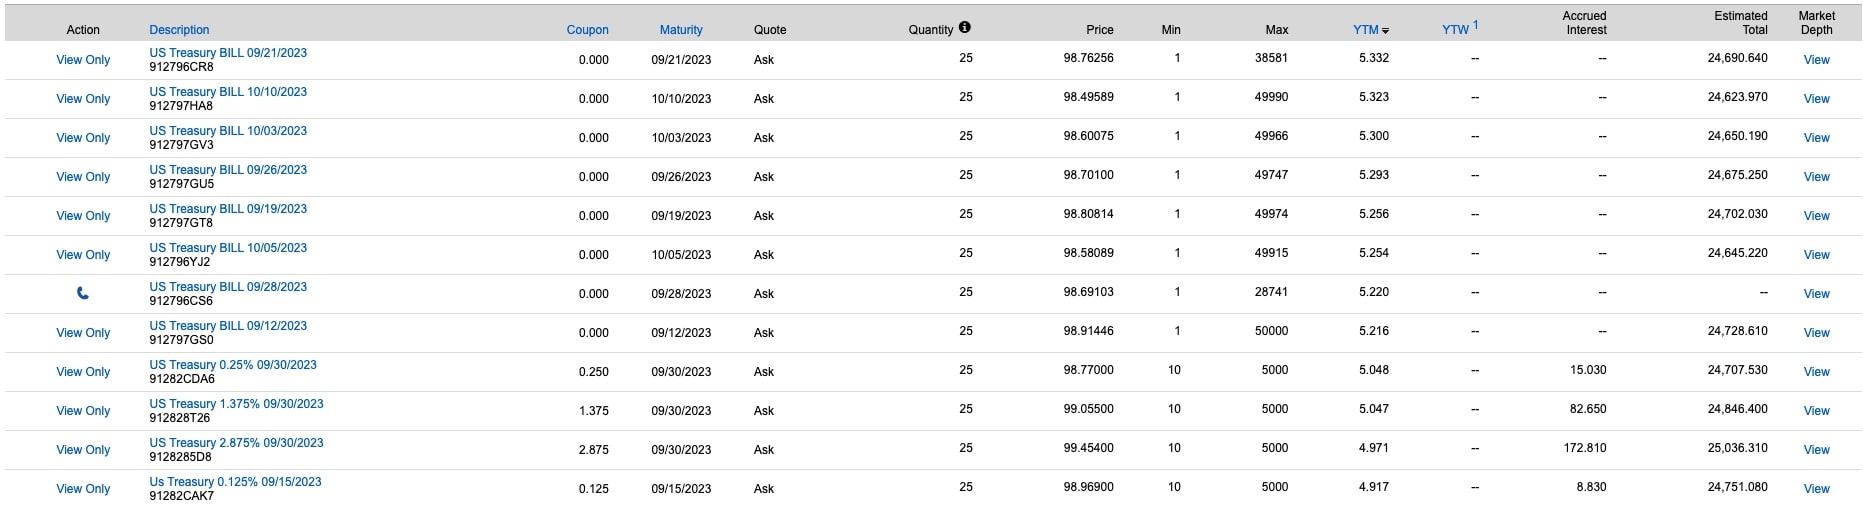 Action Description Coupon Maturity Quote Quantity Price Min Max YTM YTW 1 Accrued Interest Estimated Total Market Depth
View Only US Treasury BILL 09/21/2023 0.000 09/21/2023 Ask 25 98.76256 1 38581 5.332 -- -- 24,690.640 View
912796CR8
View Only US Treasury BILL 10/10/2023 0.000 10/10/2023 Ask 25 98.49589 1 49990 5.323 -- -- 24,623.970 View
912797HA8
View Only US Treasury BILL 10/03/2023 0.000 10/03/2023 Ask 25 98.60075 1 49966 5.300 -- -- 24,650.190 View
912797GV3
View Only US Treasury BILL 09/26/2023 0.000 09/26/2023 Ask 25 98.70100 1 49747 5.293 -- -- 24,675.250 View
912797GU5
View Only US Treasury BILL 09/19/2023 0.000 09/19/2023 Ask 25 98.80814 1 49974 5.256 -- -- 24,702.030 View
912797GT8
View Only US Treasury BILL 10/05/2023 0.000 10/05/2023 Ask 25 98.58089 1 49915 5.254 -- -- 24,645.220 View
912796YJ2
US Treasury BILL 09/28/2023 0.000 09/28/2023 Ask 25 98.69103 1 28741 5.220 -- -- -- View
912796CS6
View Only US Treasury BILL 09/12/2023 0.000 09/12/2023 Ask 25 98.91446 1 50000 5.216 -- -- 24,728.610 View
912797GS0
View Only US Treasury 0.25% 09/30/2023 0.250 09/30/2023 Ask 25 98.77000 10 5000 5.048 -- 15.030 24,707.530 View
91282CDA6
View Only US Treasury 1.375% 09/30/2023 1.375 09/30/2023 Ask 25 99.05500 10 5000 5.047 -- 82.650 24,846.400 View
912828T26
View Only US Treasury 2.875% 09/30/2023 2.875 09/30/2023 Ask 25 99.45400 10 5000 4.971 -- 172.810 25,036.310 View
9128285D8
View Only Us Treasury 0.125% 09/15/2023 0.125 09/15/2023 Ask 25 98.96900 10 5000 4.917 -- 8.830 24,751.080 View
91282CAK7